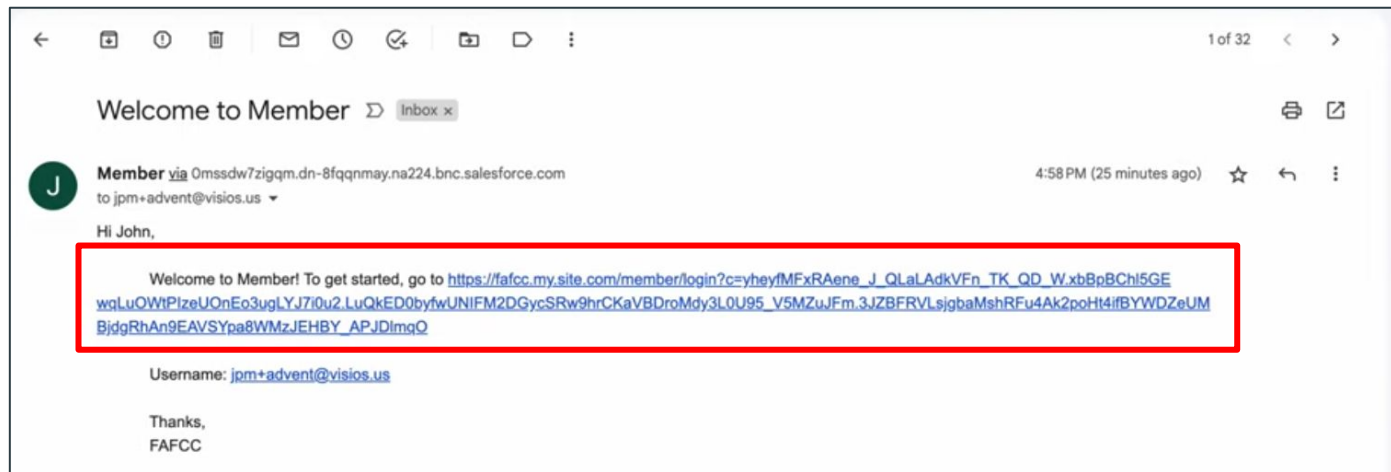 1 of 32
Welcome to Member Inbox ×
Member via 0mssdw7zigqm.dn-8fqqnmay.na224.bnc.salesforce.com 4:58 PM (25 minutes ago)
J
to jpm+advent@visios.us
Hi John,
Welcome to Member! To get started, go to https://fafcc.my.site.com/member/login?c=yheyfMFxRAene_J_QLaLAdkVFn_TK_QD_W.xbBpBChI5GE
wqLuOWtPIzeUOnEo3ugLYJ7i0u2.LuQkED0byfwUNIFM2DGycSRw9hrCKaVBDroMdy3L0U95_V5MZuJFm.3JZBFRVLsjgbaMshRFu4Ak2poHt4ifBYWDZeUM
BjdgRhAn9EAVSYpa8WMzJEHBY_APJDlmqO
Username: jpm+advent@visios.us
Thanks,
FAFCC